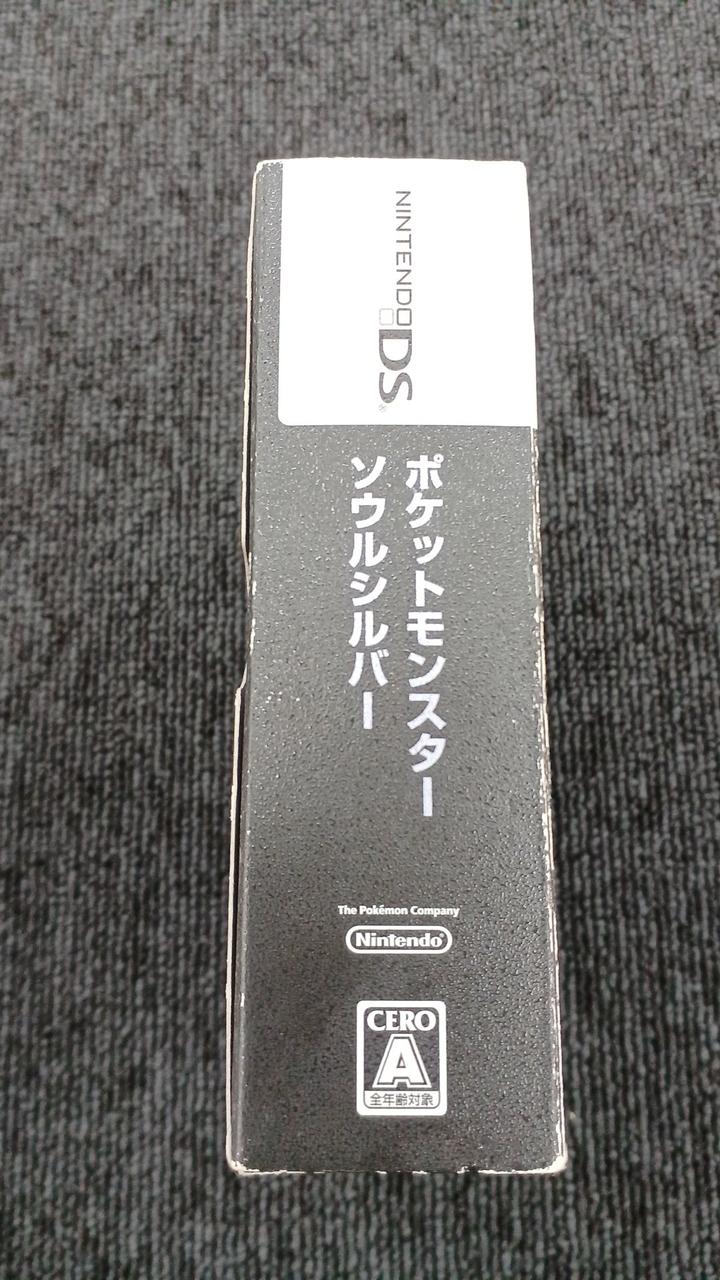 NINTENDO DS®
ポケットモンスター
ソウルシルバー
The Pokémon Company
Nintendo®
CERO
A
全年齢対象